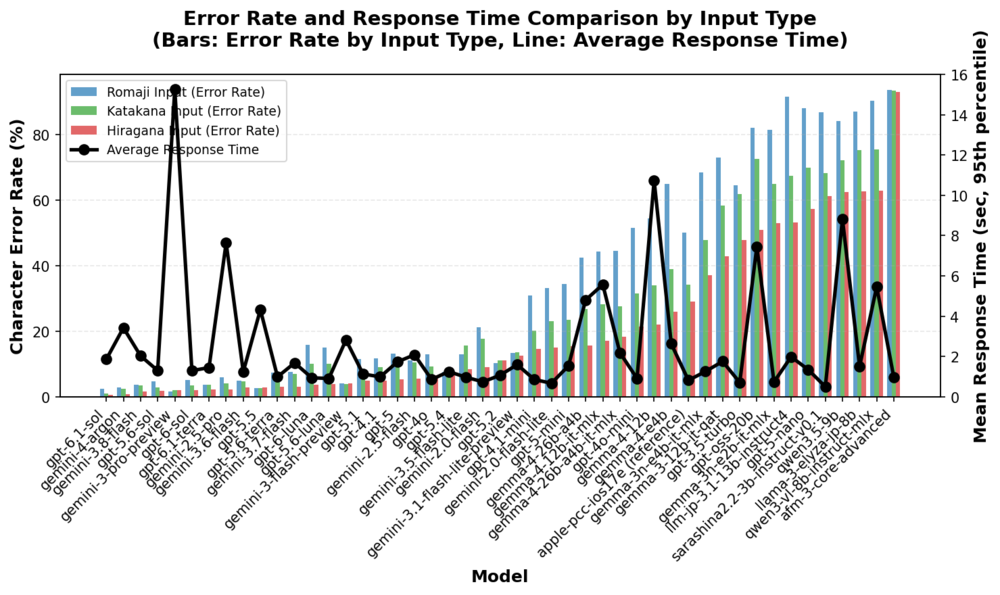 Error Rate and Response Time Comparison by Input Type
(Bars: Error Rate by Input Type, Line: Average Response Time)
Romaji Input (Error Rate)
Katakana Input (Error Rate)
Hiragana Input (Error Rate)
Average Response Time
Character Error Rate (%)
80
60
40
20
0
16
14
12
10
8
6
4
2
0
Mean Response Time (sec, 95th percentile)
gpt-6.1-sol
gemini-4-argon
gemini-3.8-flash
gpt-5.6-sol
gemini-3-pro-preview
gpt-6-sol
gpt-6.1-terra
gemini-2.5-pro
gemini-3.6-flash
gpt-5.5
gpt-5.6-terra
gemini-3.7-flash
gpt-6-luna
gpt-5.6-luna
gemini-3-flash-preview
gpt-5.1
gpt-4.1
gpt-5
gemini-2.5-flash
gpt-4o
gpt-5.4
gemini-3.5-flash-lite
gemini-2.0-flash
gpt-5.2
gemini-3.1-flash-lite-preview
gpt-4.1-mini
gemini-2.0-flash-lite
gpt-5-mini
gemma-4-26b-a4b
gemma-4-12b-it-mlx
gemma-4-26b-a4b-it-mlx
gpt-4o-mini
gemma-4-12b
gemma-4-e4b
apple-pcc-ios17e (reference)
gemma-3n-e4b-it-mlx
gemma-3-12b-it-qat
gpt-3.5-turbo
gpt-oss-20b
gemma-3n-e2b-it-mlx
llm-jp-3.1-13b-instruct4
gpt-5-nano
sarashina2.2-3b-instruct-v0.1
qwen3.5-9b
llama-3-elyza-jp-8b
qwen3-vl-8b-instruct-mlx
afm-3-core-advanced
Model